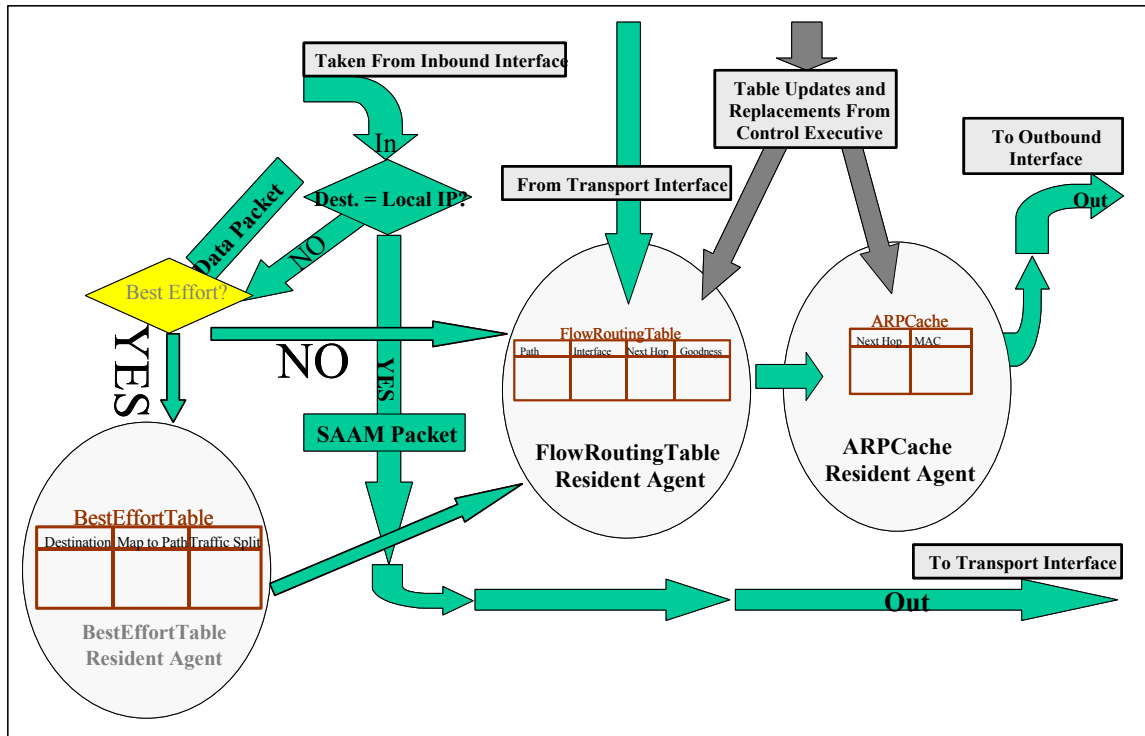 Taken From Inbound Interface
In
Dest. = Local IP?
Data Packet
NO
Best Effort?
YES
NO
YES
SAAM Packet
BestEffortTable
Destination Map to Path Traffic Split
BestEffortTable
Resident Agent
From Transport Interface
Table Updates and
Replacements From
Control Executive
FlowRoutingTable
Path Interface Next Hop Goodness
FlowRoutingTable
Resident Agent
ARPCache
Next Hop MAC
ARPCache
Resident Agent
To Outbound
Interface
Out
To Transport Interface
Out